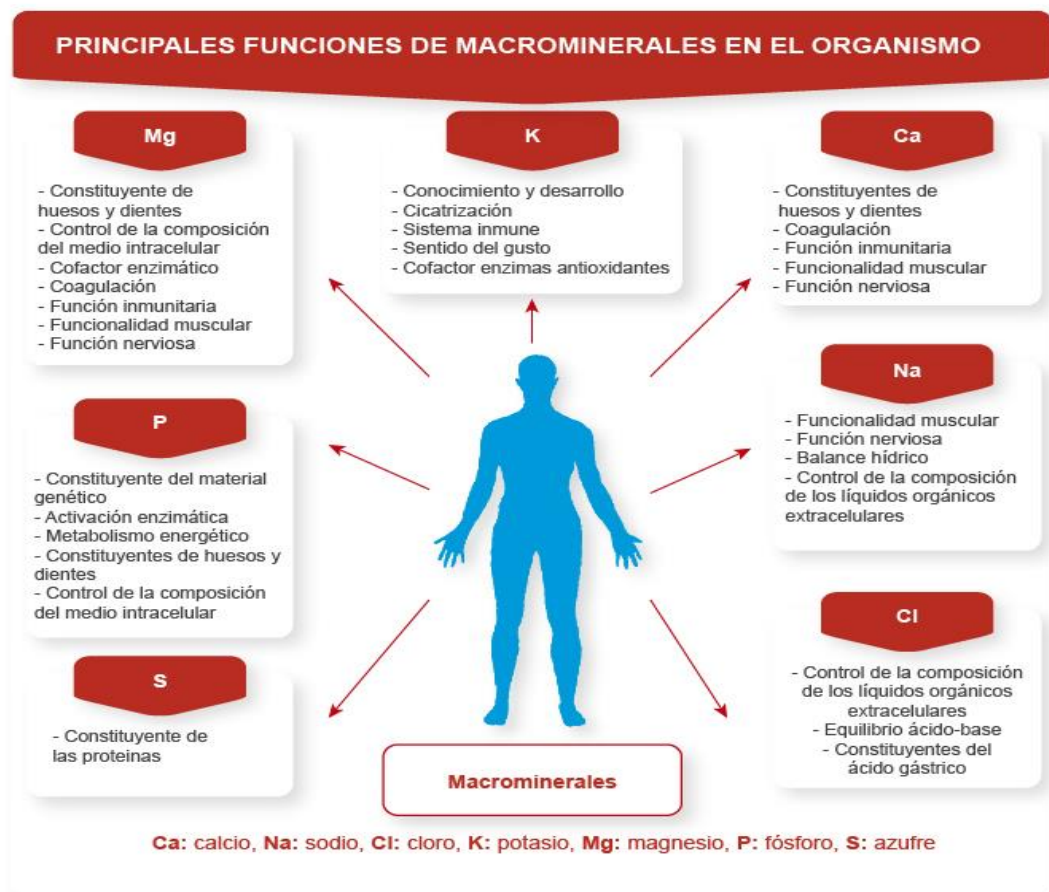 PRINCIPALES FUNCIONES DE MACROMINERALES EN EL ORGANISMO
Mg
- Constituyente de
huesos y dientes
- Control de la composición
del medio intracelular
- Cofactor enzimático
- Coagulación
- Función inmunitaria
- Funcionalidad muscular
- Función nerviosa
K
- Conocimiento y desarrollo
- Cicatrización
- Sistema inmune
- Sentido del gusto
- Cofactor enzimas antioxidantes
Ca
- Constituyentes de
huesos y dientes
- Coagulación
- Función inmunitaria
- Funcionalidad muscular
- Función nerviosa
P
- Constituyente del material
genético
- Activación enzimática
- Metabolismo energético
- Constituyentes de huesos y
dientes
- Control de la composición
del medio intracelular
Na
- Funcionalidad muscular
- Función nerviosa
- Balance hídrico
- Control de la composición
de los líquidos orgánicos
extracelulares
S
- Constituyente de
las proteinas
Cl
- Control de la composición
de los líquidos orgánicos
extracelulares
- Equilibrio ácido-base
- Constituyentes del
ácido gástrico
Macrominerales
Ca: calcio, Na: sodio, Cl: cloro, K: potasio, Mg: magnesio, P: fósforo, S: azufre